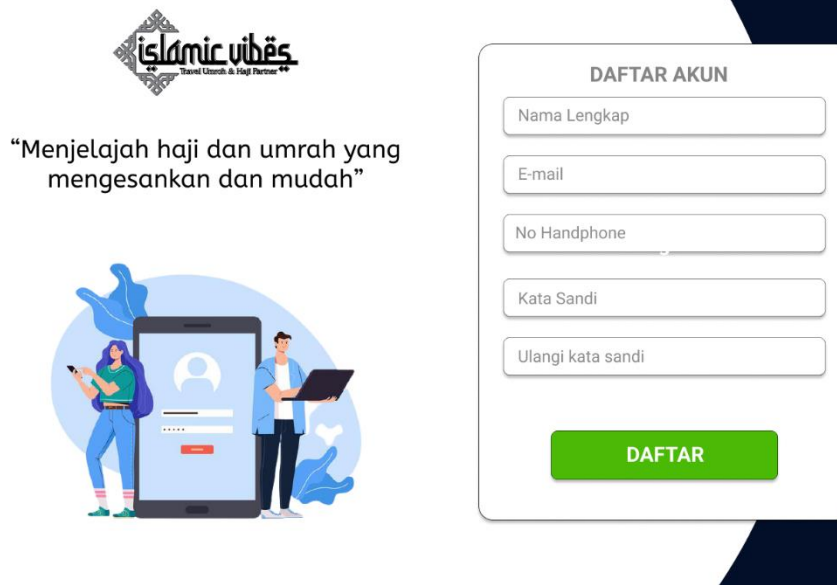 islamic vibes
Travel Umroh & Haji Partner
“Menjelajah haji dan umrah yang
mengesankan dan mudah”
DAFTAR AKUN
Nama Lengkap
E-mail
No Handphone
Kata Sandi
Ulangi kata sandi
DAFTAR